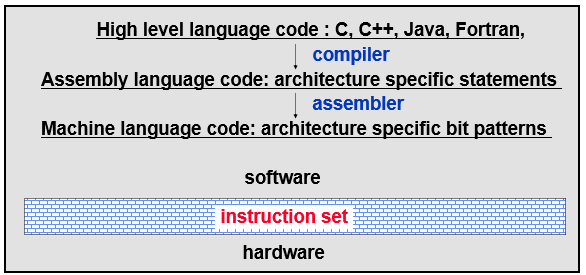 High level language code : C, C++, Java, Fortran,
compiler
Assembly language code: architecture specific statements
assembler
Machine language code: architecture specific bit patterns
software
instruction set
hardware